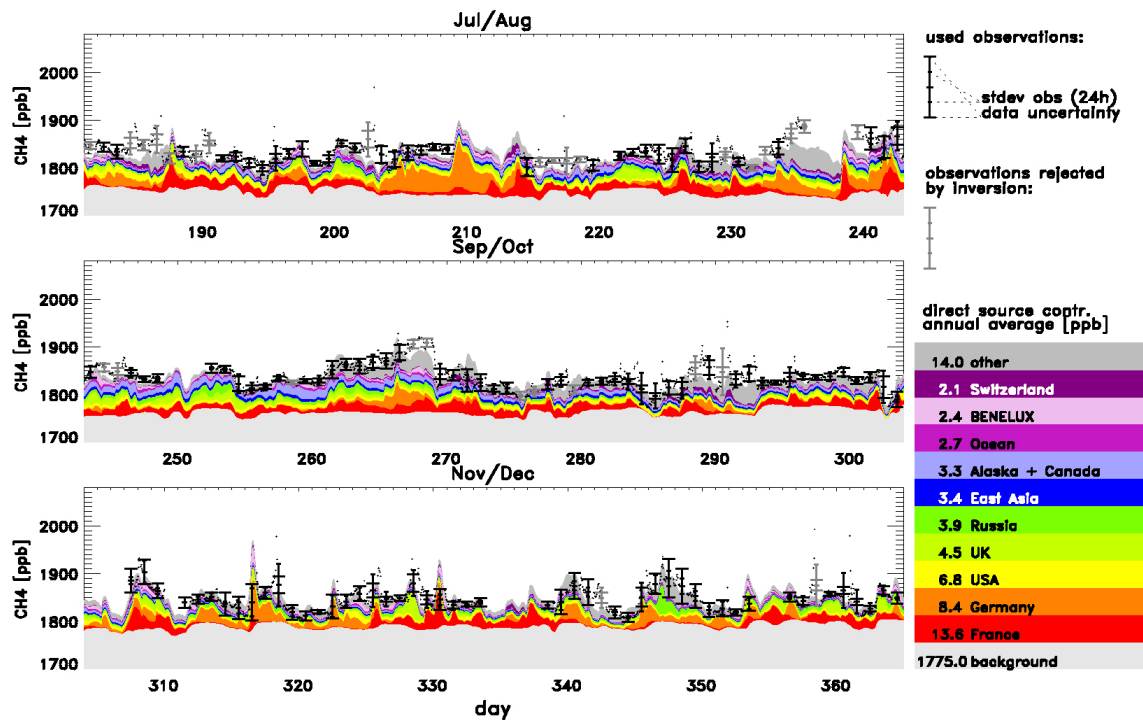 Jul/Aug
CH4 [ppb]
2000
1900
1800
1700
190
200
210
220
230
240
Sep/Oct
CH4 [ppb]
2000
1900
1800
1700
250
260
270
280
290
300
Nov/Dec
CH4 [ppb]
2000
1900
1800
1700
310
320
330
340
350
360
day
used observations:
stdev obs (24h)
data uncertainty
observations rejected
by inversion:
direct source contr.
annual average [ppb]
14.0 other
2.1 Switzerland
2.4 BENELUX
2.7 Ocean
3.3 Alaska + Canada
3.4 East Asia
3.9 Russia
4.5 UK
6.8 USA
8.4 Germany
13.6 France
1775.0 background